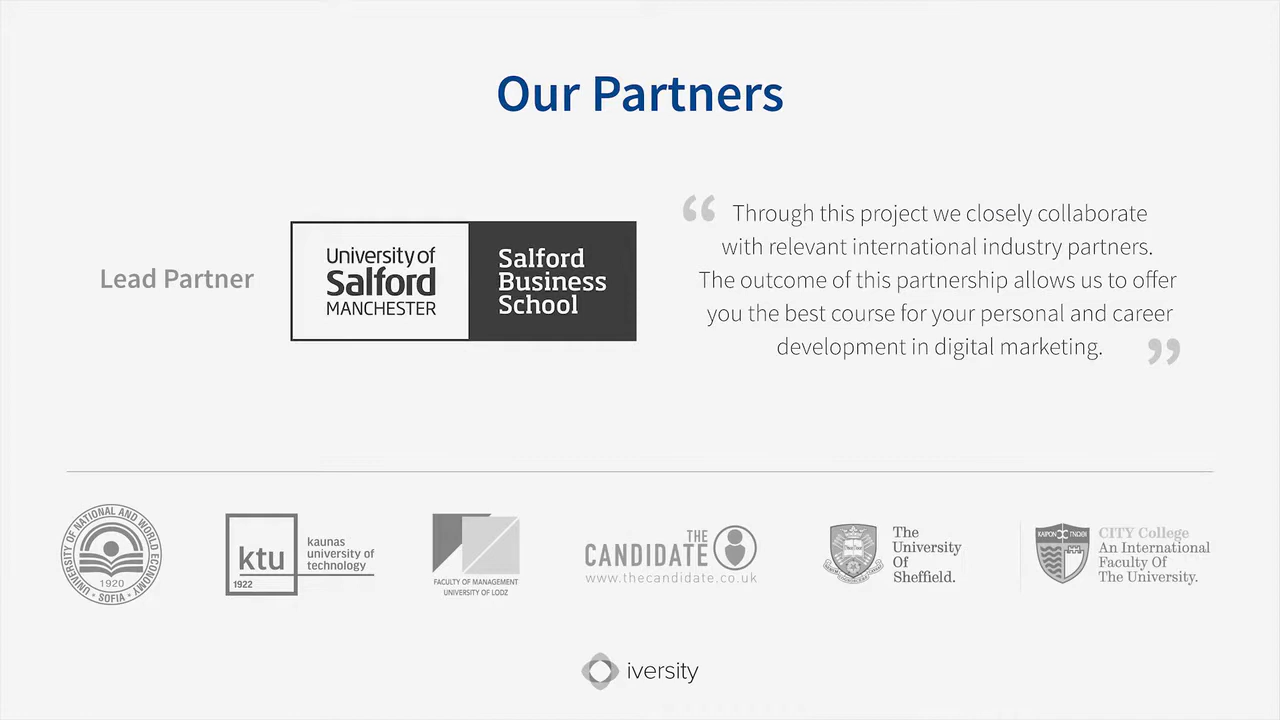 Our Partners
Lead Partner
University of
Salford
MANCHESTER
Salford
Business
School
“ Through this project we closely collaborate
with relevant international industry partners.
The outcome of this partnership allows us to offer
you the best course for your personal and career
development in digital marketing. ”
UNIVERSITY OF NATIONAL AND WORLD ECONOMY
1920
• SOFIA •
ktu
1922
kaunas
university of
technology
FACULTY OF MANAGEMENT
UNIVERSITY OF LODZ
THE
CANDIDATE
www.thecandidate.co.uk
The
University
Of
Sheffield.
CITY College
An International
Faculty Of
The University.
iversity